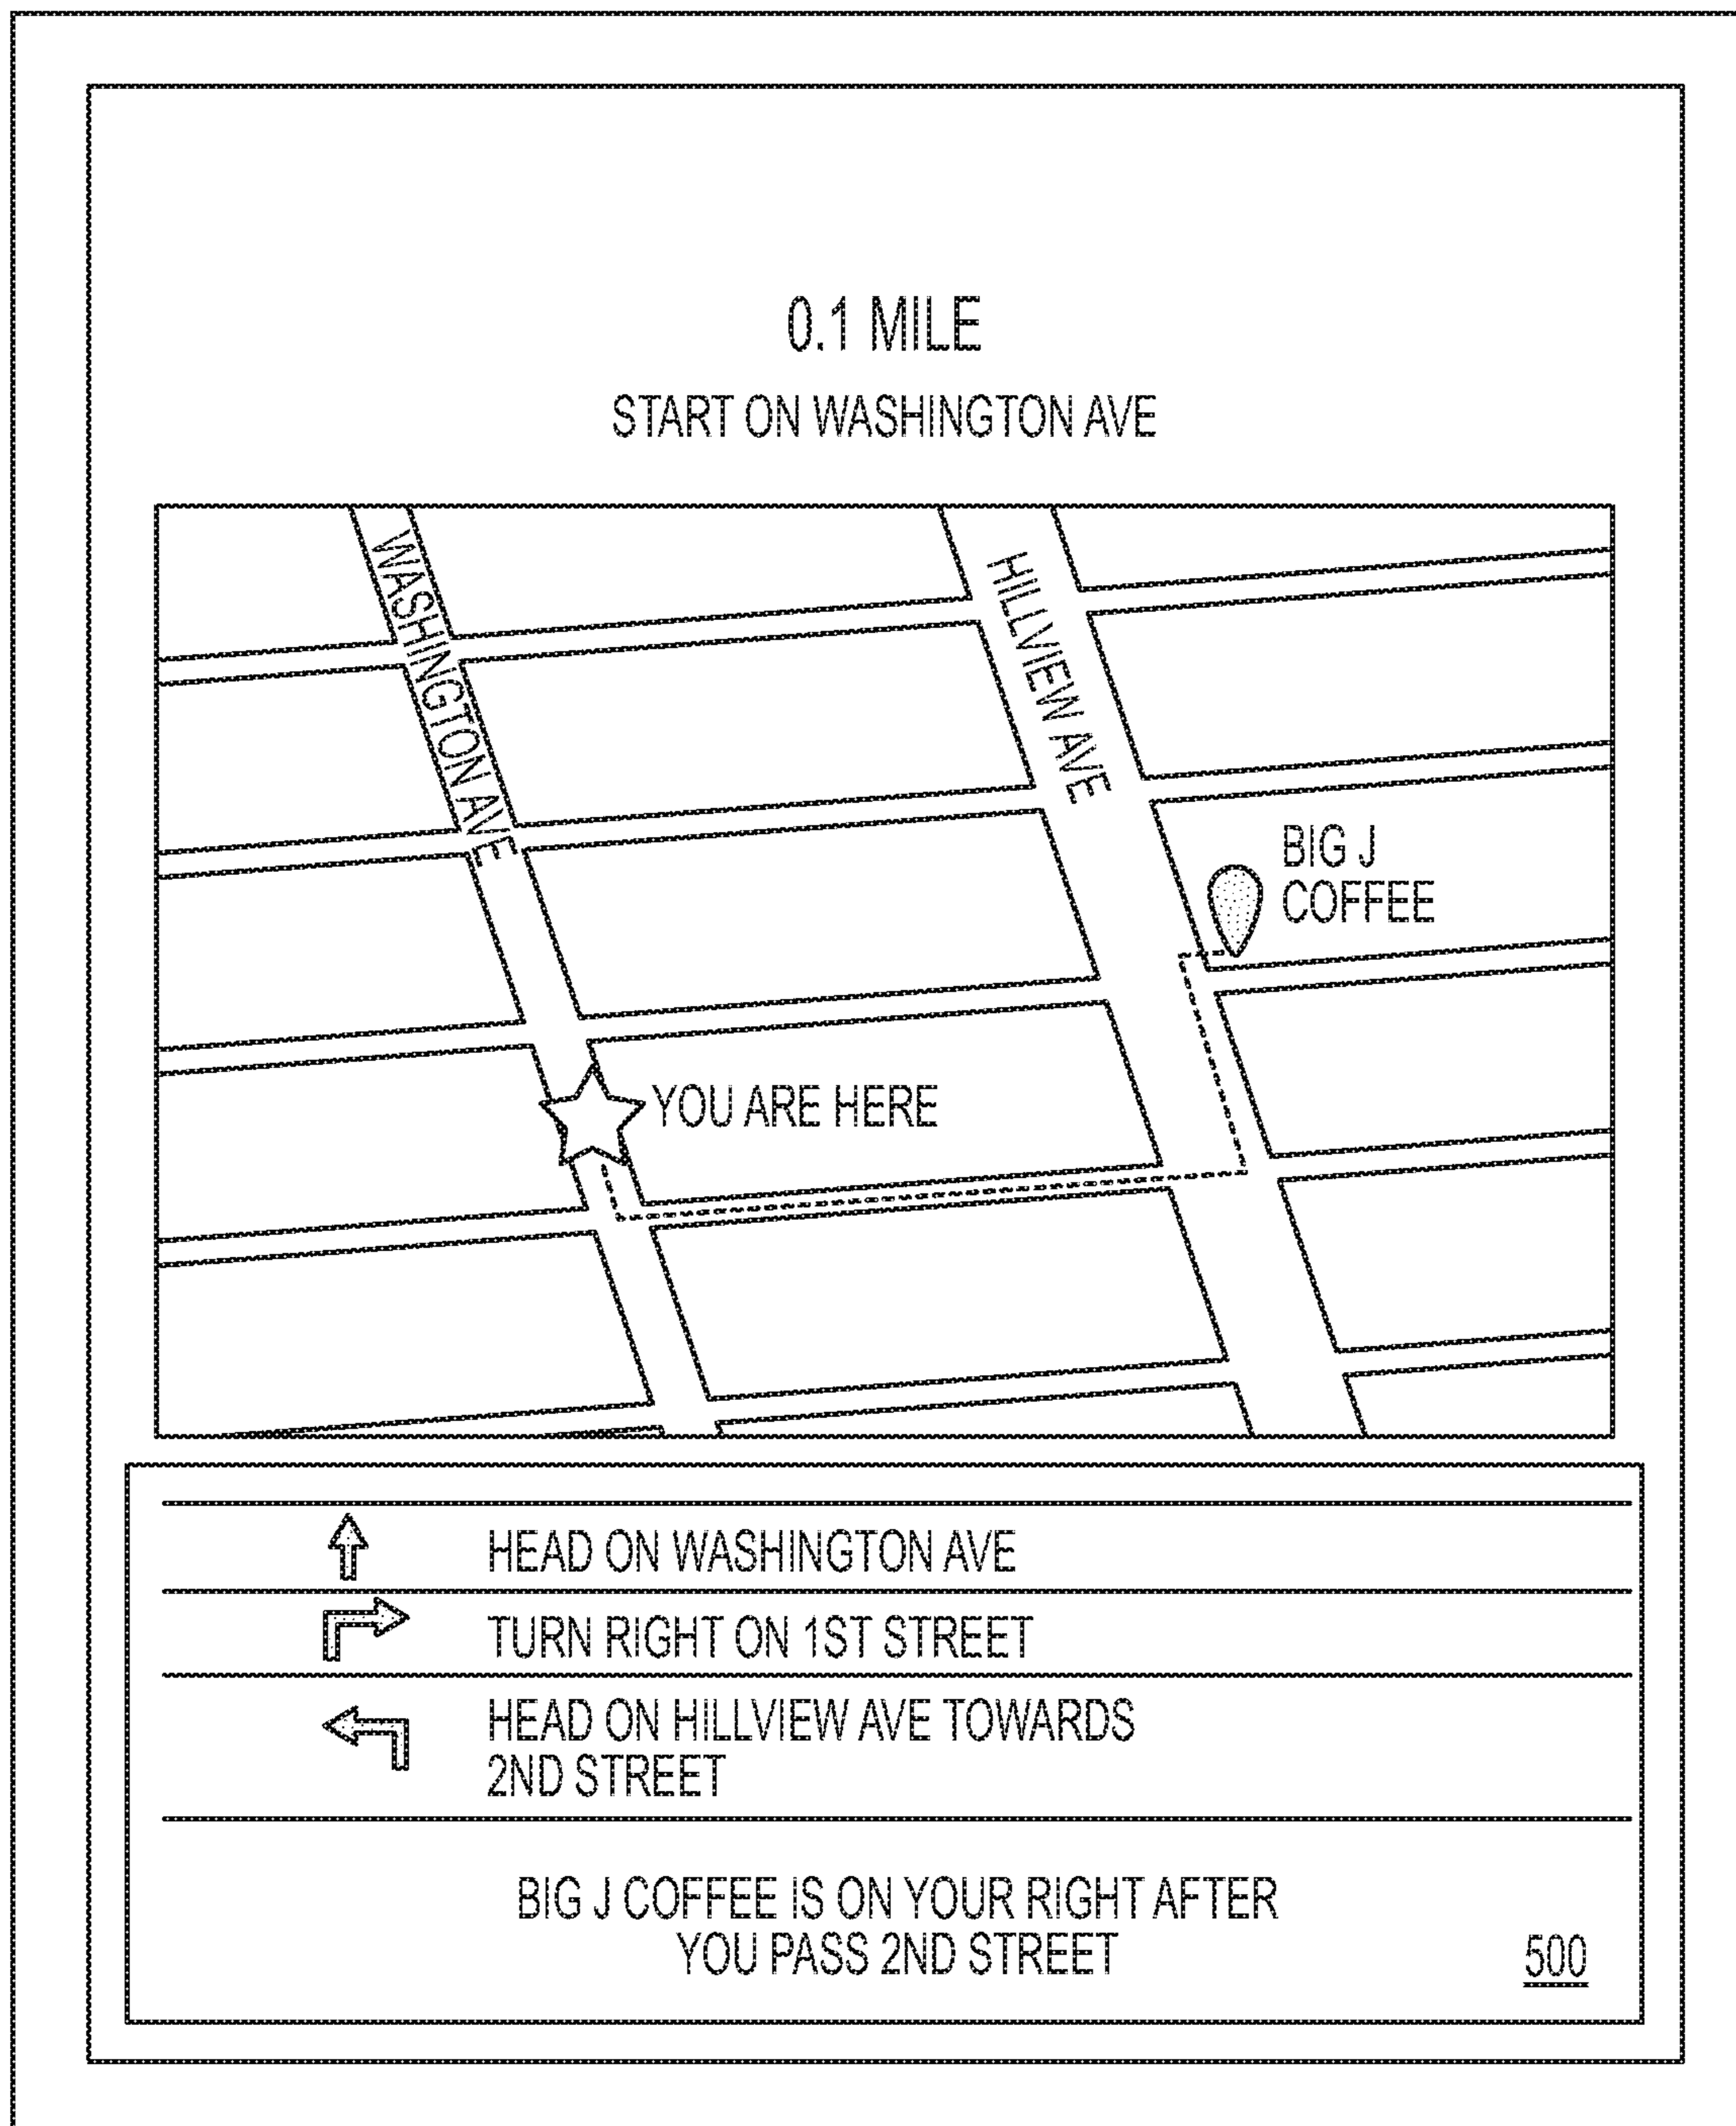 0.1 MILE
START ON WASHINGTON AVE
WASHINGTON AVE
HILLVIEW AVE
BIG J
COFFEE
YOU ARE HERE
HEAD ON WASHINGTON AVE
TURN RIGHT ON 1ST STREET
HEAD ON HILLVIEW AVE TOWARDS
2ND STREET
BIG J COFFEE IS ON YOUR RIGHT AFTER
YOU PASS 2ND STREET
500